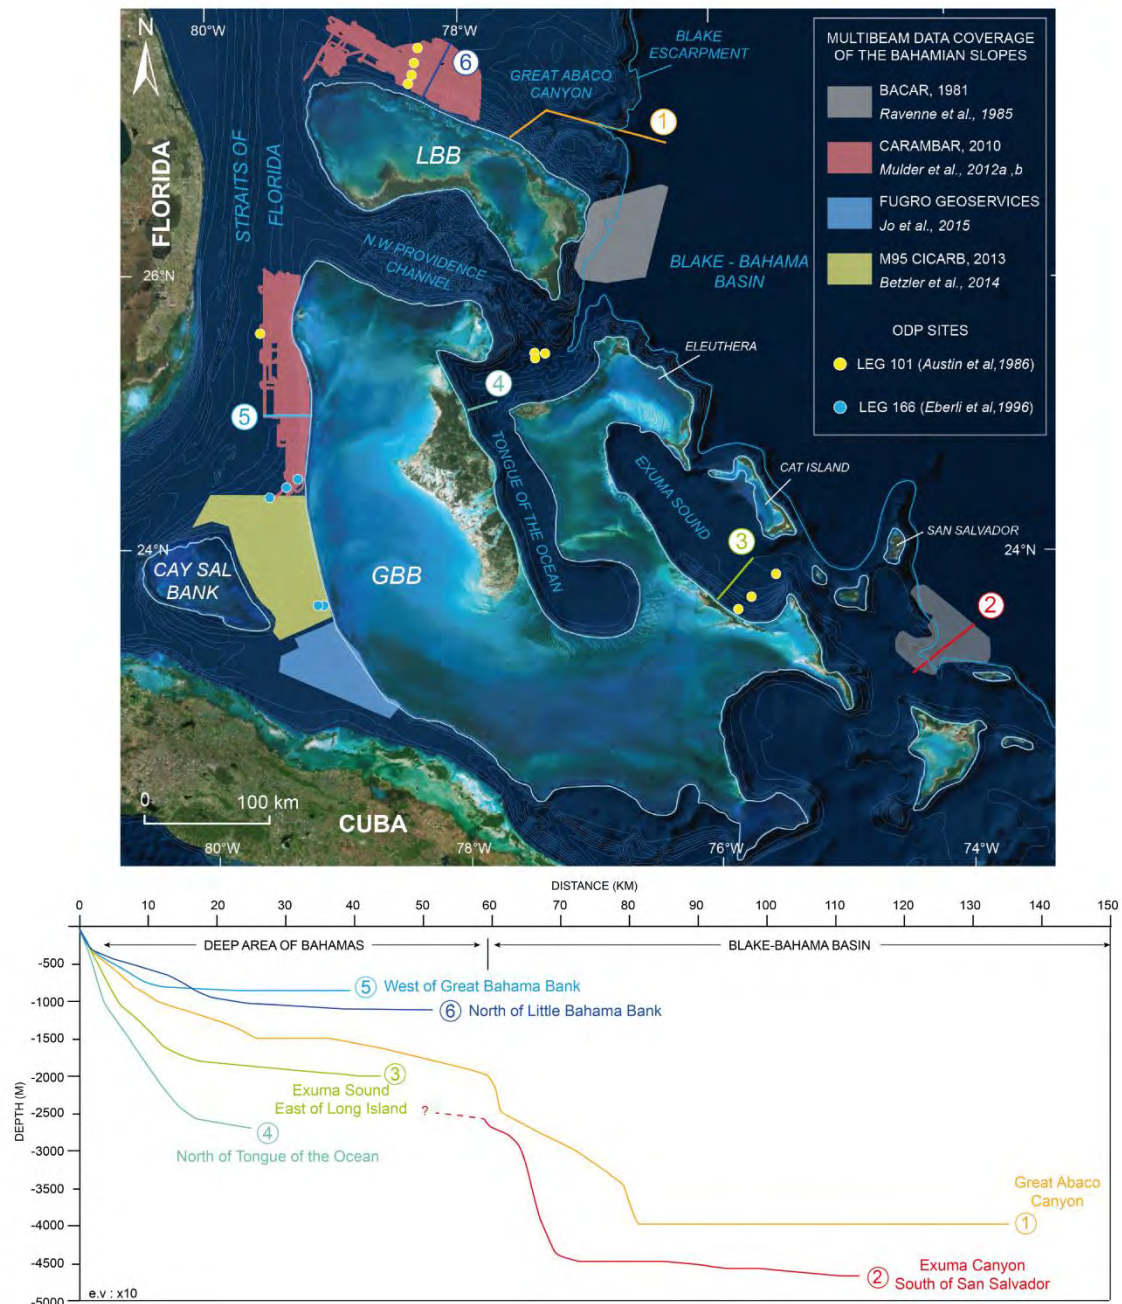 80°W
78°W
N
BLAKE
ESCARPMENT
6
GREAT ABACO
CANYON
1
LBB
FLORIDA
STRAITS OF
FLORIDA
N.W PROVIDENCE
CHANNEL
26°N
BLAKE - BAHAMA
BASIN
ELEUTHERA
4
5
TONGUE OF THE OCEAN
EXUMA SOUND
CAT ISLAND
SAN SALVADOR
3
24°N
24°N
CAY SAL
BANK
GBB
2
0
100 km
CUBA
80°W
78°W
76°W
74°W
MULTIBEAM DATA COVERAGE
OF THE BAHAMIAN SLOPES
BACAR, 1981
Ravenne et al., 1985
CARAMBAR, 2010
Mulder et al., 2012a ,b
FUGRO GEOSERVICES
Jo et al., 2015
M95 CICARB, 2013
Betzler et al., 2014
ODP SITES
LEG 101 (Austin et al,1986)
LEG 166 (Eberli et al,1996)
DISTANCE (KM)
0 10 20 30 40 50 60 70 80 90 100 110 120 130 140 150
DEEP AREA OF BAHAMAS
BLAKE-BAHAMA BASIN
DEPTH (M)
-500
-1000
-1500
-2000
-2500
-3000
-3500
-4000
-4500
-5000
5 West of Great Bahama Bank
6 North of Little Bahama Bank
3
Exuma Sound
East of Long Island
?
4
North of Tongue of the Ocean
Great Abaco
Canyon
1
2
Exuma Canyon
South of San Salvador
e.v : x10